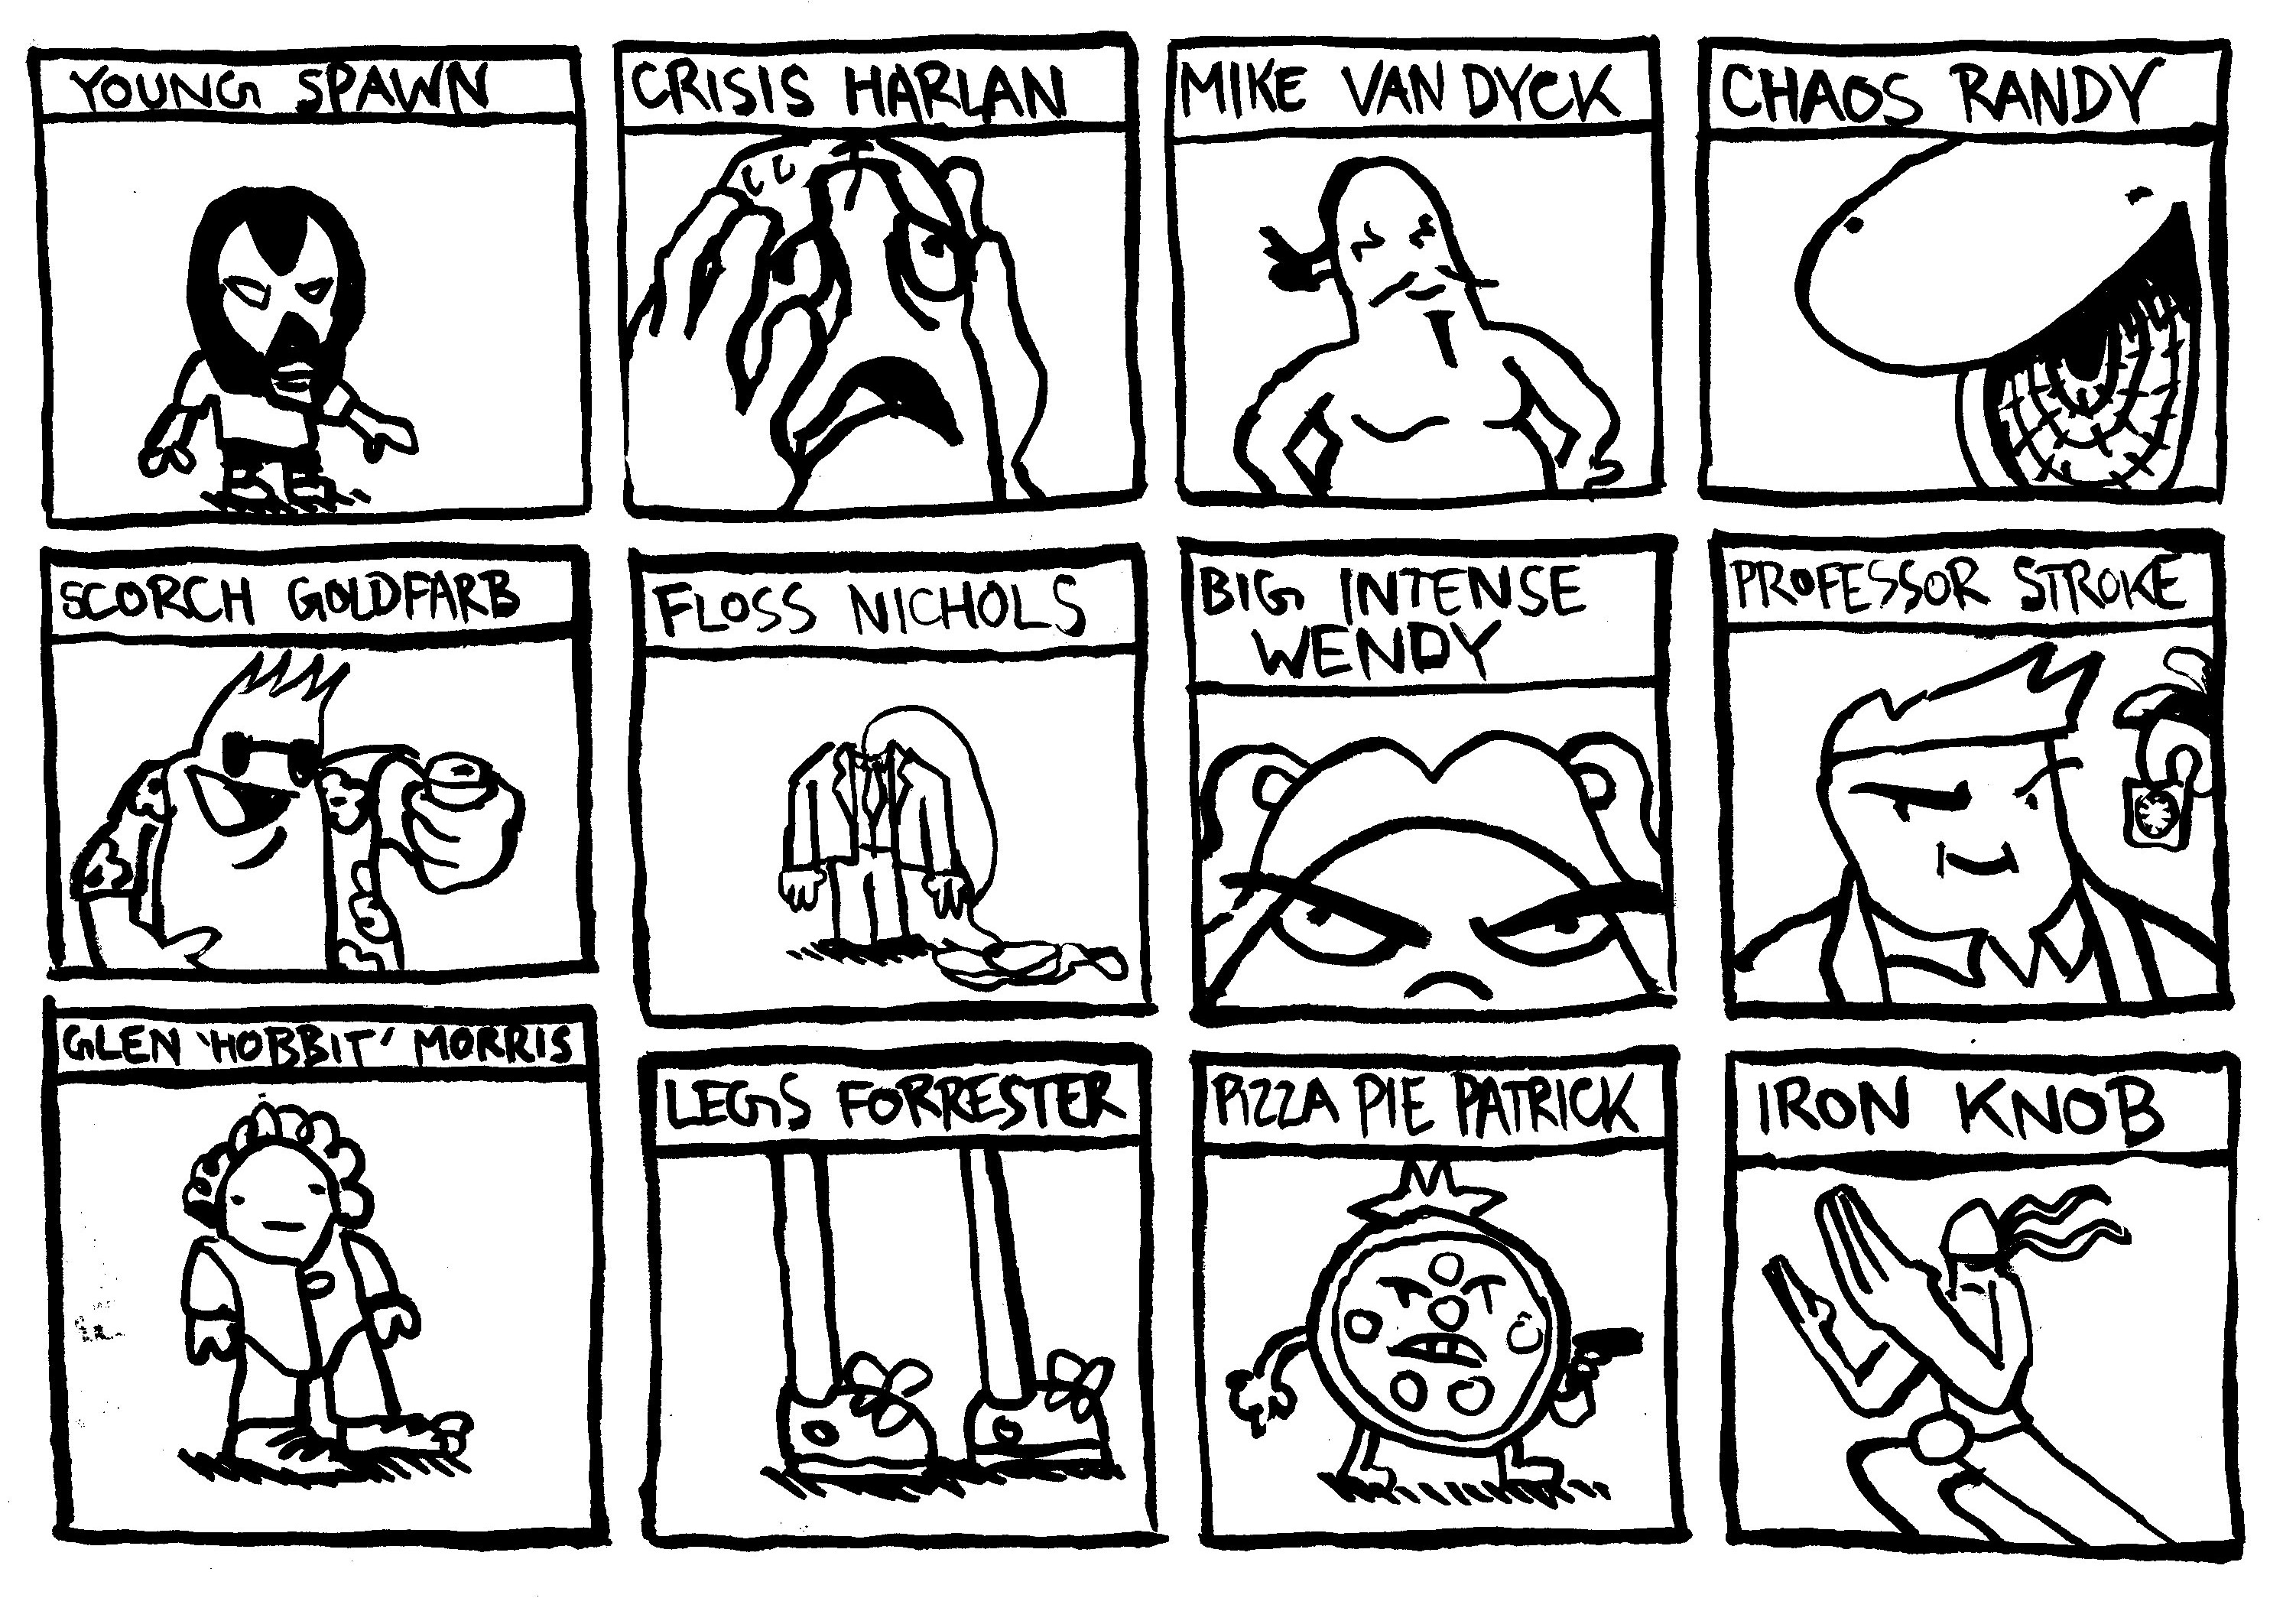 YOUNG SPAWN
CRISIS HARLAN
MIKE VAN DYCK
CHAOS RANDY
SCORCH GOLDFARB
FLOSS NICHOLS
BIG INTENSE
WENDY
PROFESSOR STROKE
GLEN 'HOBBIT' MORRIS
LEGS FORRESTER
PIZZA PIE PATRICK
IRON KNOB